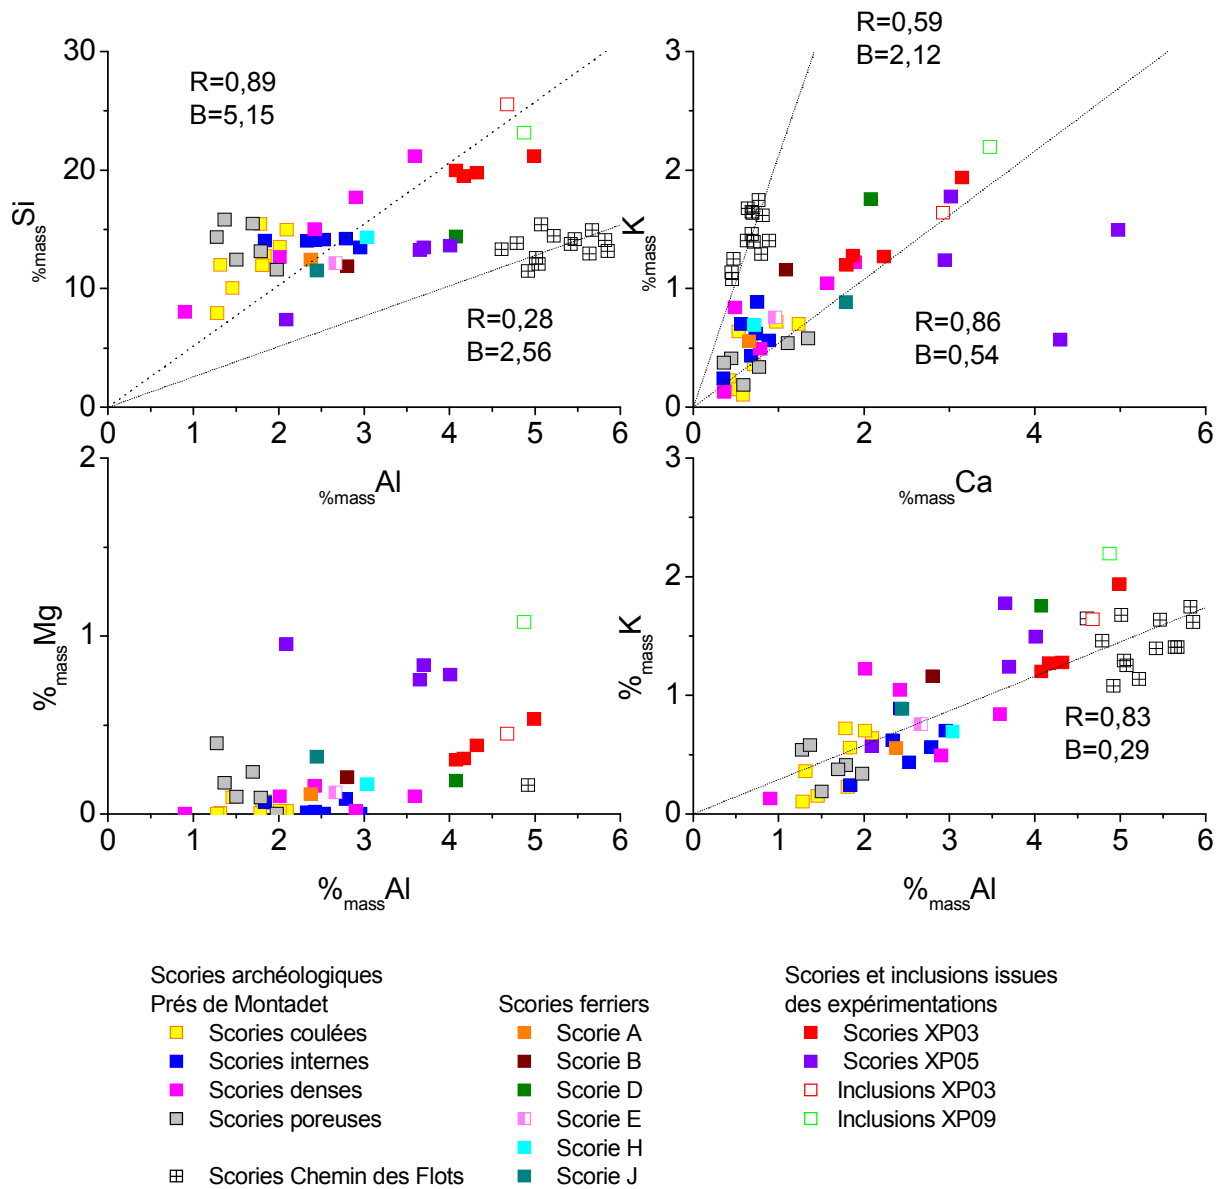 30
20
10
0
%massSi
R=0,89
B=5,15
R=0,28
B=2,56
0 1 2 3 4 5 6
%massAl
3
2
1
0
%massK
R=0,59
B=2,12
R=0,86
B=0,54
0 2 4 6
%massCa
2
1
0
%massMg
0 1 2 3 4 5 6
%massAl
3
2
1
0
%massK
R=0,83
B=0,29
0 1 2 3 4 5 6
%massAl
Scories archéologiques
Prés de Montadet
Scories coulées
Scories internes
Scories denses
Scories poreuses
Scories Chemin des Flots
Scories ferriers
Scorie A
Scorie B
Scorie D
Scorie E
Scorie H
Scorie J
Scories et inclusions issues
des expérimentations
Scories XP03
Scories XP05
Inclusions XP03
Inclusions XP09